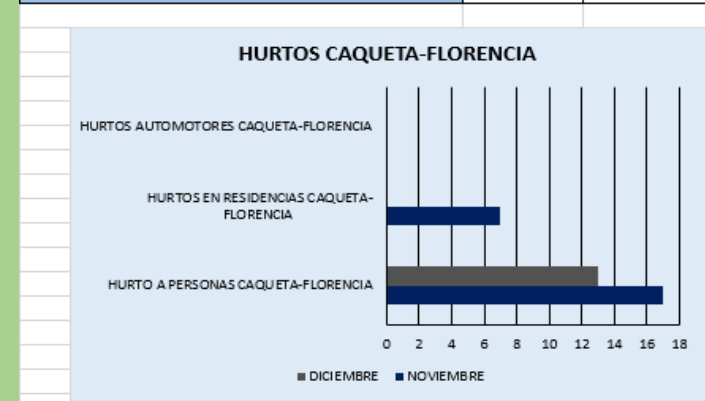 HURTOS CAQUETA-FLORENCIA
HURTOS AUTOMOTORES CAQUETA-FLORENCIA
HURTOS EN RESIDENCIAS CAQUETA-
FLORENCIA
HURTO A PERSONAS CAQUETA-FLORENCIA
0 2 4 6 8 10 12 14 16 18
DICIEMBRE NOVIEMBRE